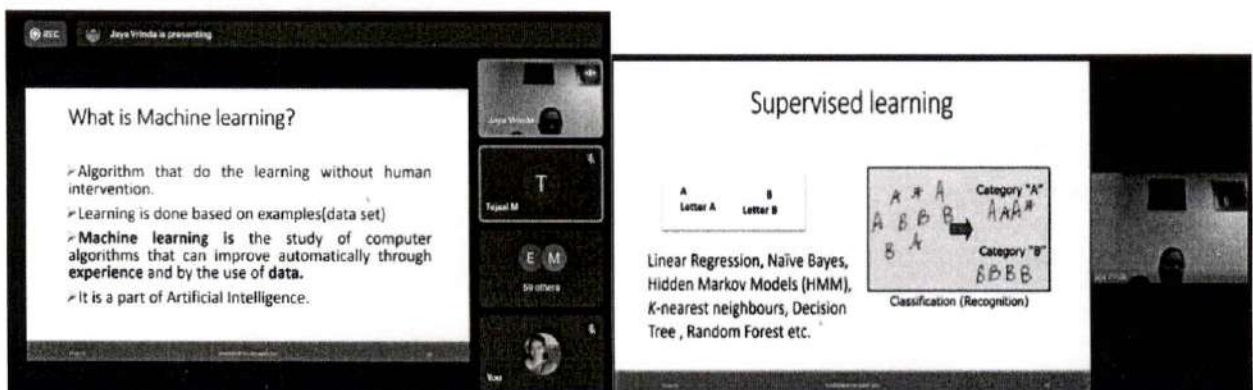 REC
Jaya Vrinda is presenting
What is Machine learning?
➢Algorithm that do the learning without human
intervention.
➢Learning is done based on examples(data set)
➢Machine learning is the study of computer
algorithms that can improve automatically through
experience and by the use of data.
➢It is a part of Artificial Intelligence.
Jaya Vrinda
T
Tejaal M
E M
59 others
You
Supervised learning
A B
Letter A Letter B
A A A
A B B B
B A
Category "A"
AAAA
Category "B"
BBBB
Classification (Recognition)
Linear Regression, Naïve Bayes,
Hidden Markov Models (HMM),
K-nearest neighbours, Decision
Tree , Random Forest etc.